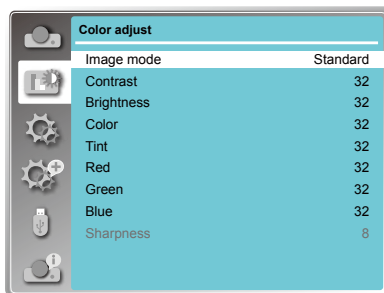 Color adjust
Image mode Standard
Contrast 32
Brightness 32
Color 32
Tint 32
Red 32
Green 32
Blue 32
Sharpness 8